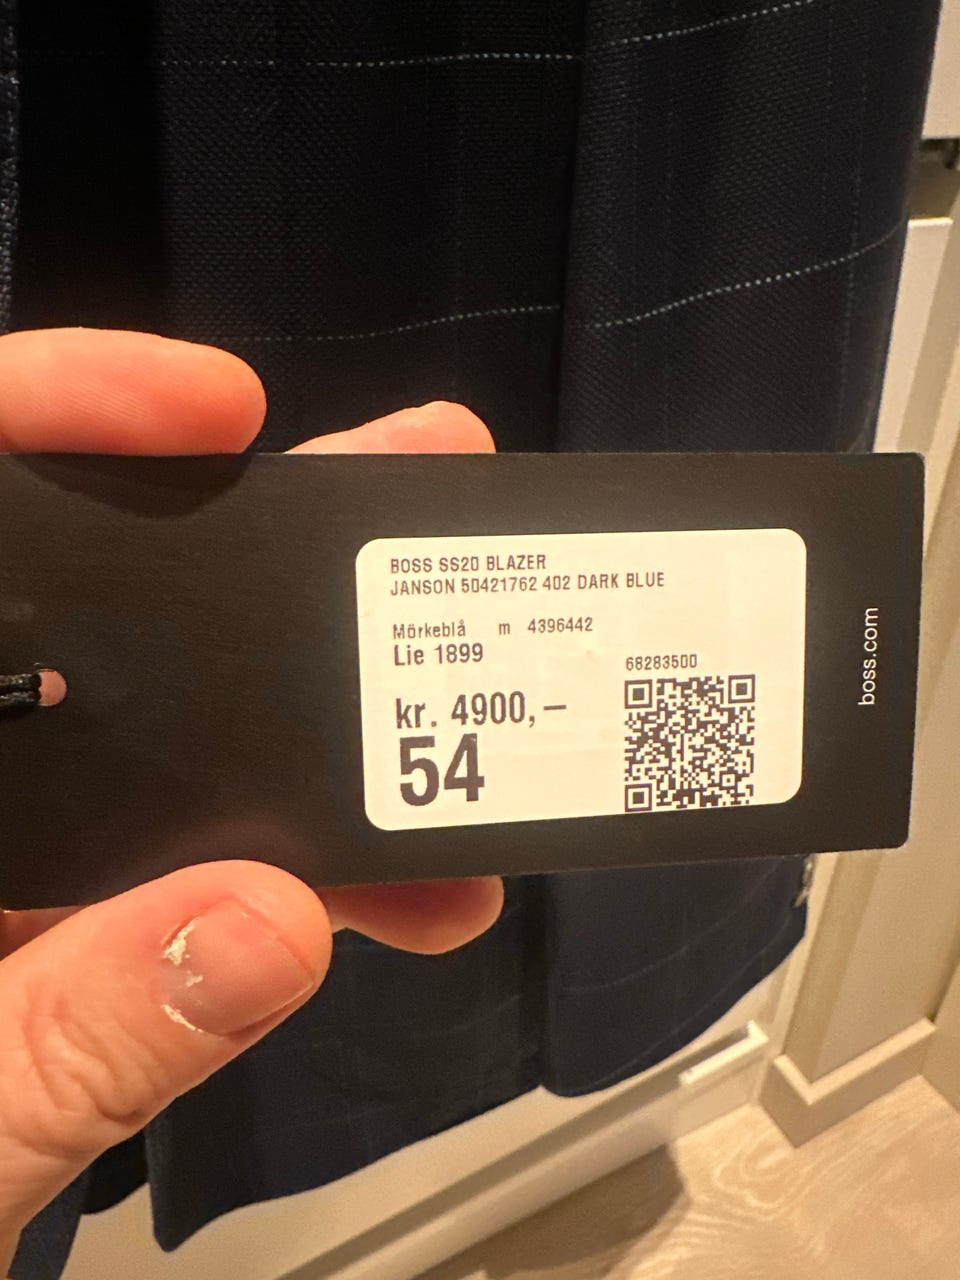 BOSS SS20 BLAZER
JANSON 50421762 402 DARK BLUE
Mörkeblå m 4396442
Lie 1899
68283500
kr. 4900,–
54
boss.com